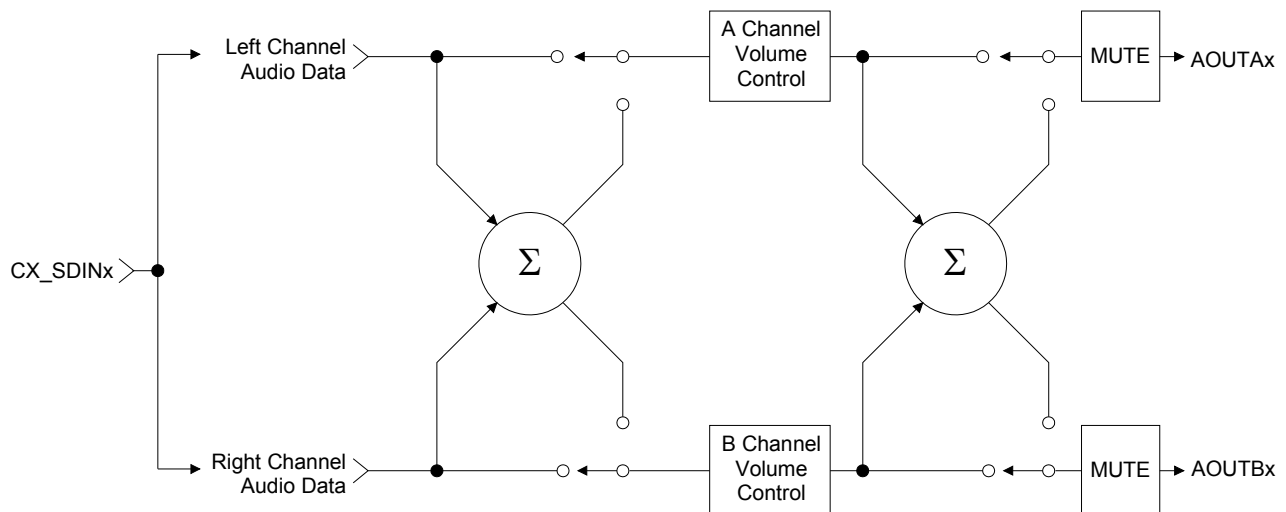 Left Channel
Audio Data
A Channel
Volume
Control
MUTE
AOUTAx
Σ
Σ
CX_SDINx
Right Channel
Audio Data
B Channel
Volume
Control
MUTE
AOUTBx